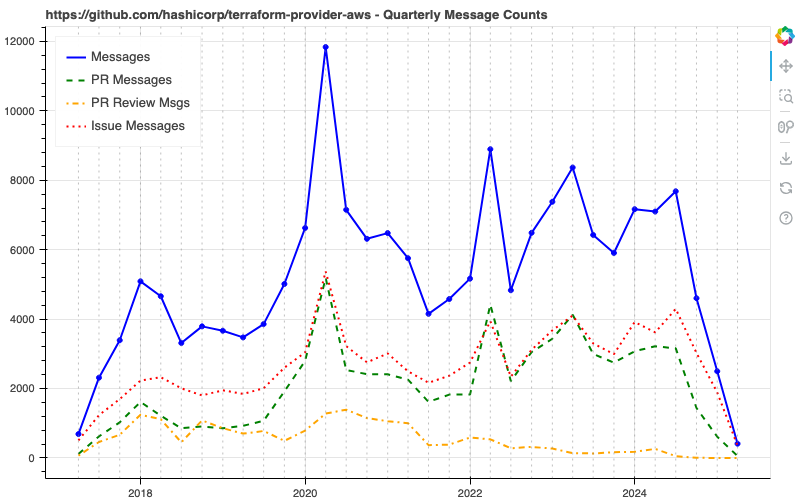 https://github.com/hashicorp/terraform-provider-aws - Quarterly Message Counts
Messages
PR Messages
PR Review Msgs
Issue Messages
12000
10000
8000
6000
4000
2000
0
2018
2020
2022
2024